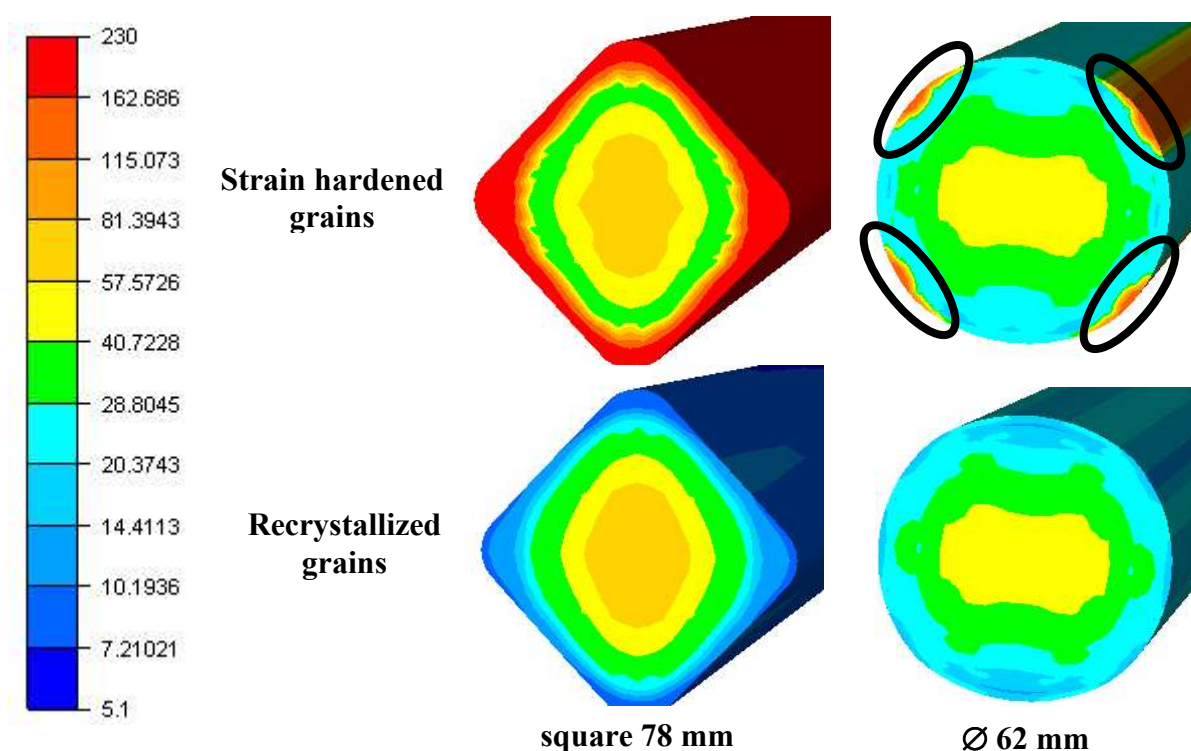 230
162.686
115.073
81.3943
57.5726
40.7228
28.8045
20.3743
14.4113
10.1936
7.21021
5.1
Strain hardened
grains
Recrystallized
grains
square 78 mm
∅ 62 mm